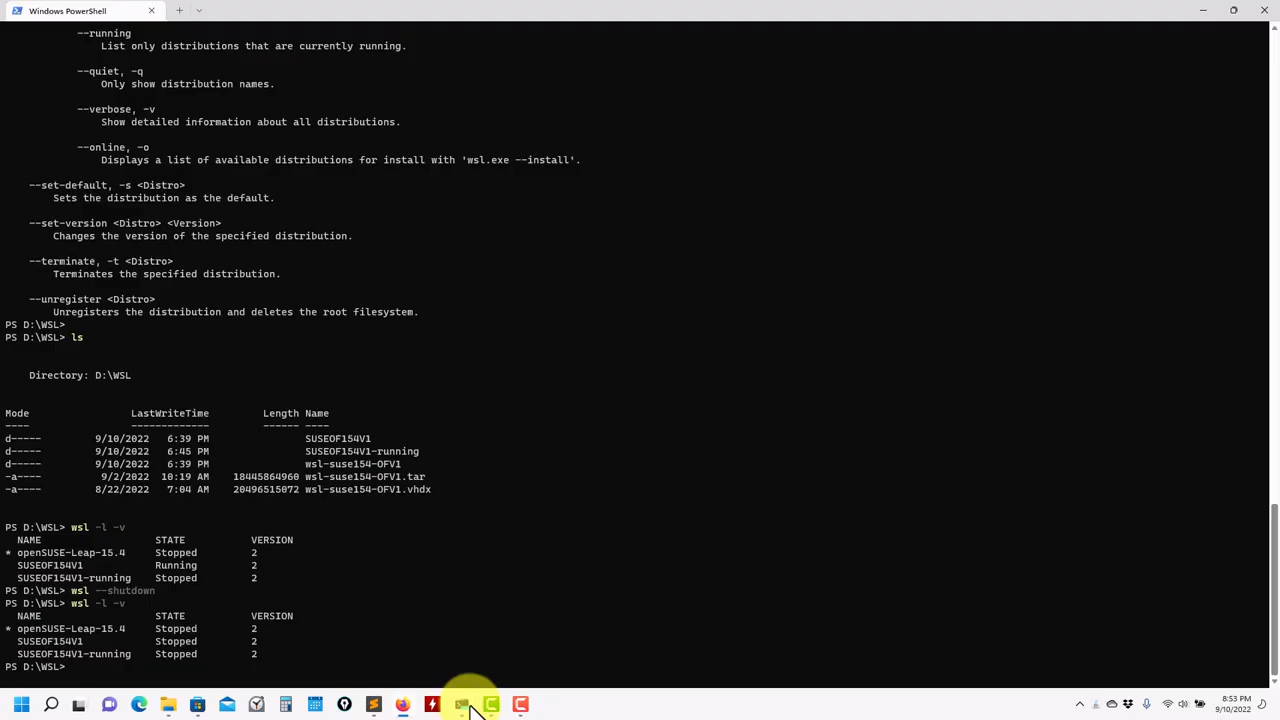 Windows PowerShell
--running
List only distributions that are currently running.
--quiet, -q
Only show distribution names.
--verbose, -v
Show detailed information about all distributions.
--online, -o
Displays a list of available distributions for install with 'wsl.exe --install'.
--set-default, -s <Distro>
Sets the distribution as the default.
--set-version <Distro> <Version>
Changes the version of the specified distribution.
--terminate, -t <Distro>
Terminates the specified distribution.
--unregister <Distro>
Unregisters the distribution and deletes the root filesystem.
PS D:\WSL>
PS D:\WSL> ls
Directory: D:\WSL
Mode LastWriteTime Length Name
---- ------------- ------ ----
d----- 9/10/2022 6:39 PM SUSEOF154V1
d----- 9/10/2022 6:45 PM SUSEOF154V1-running
d----- 9/10/2022 6:39 PM wsl-suse154-OFV1
-a---- 9/2/2022 10:19 AM 18445864960 wsl-suse154-OFV1.tar
-a---- 8/22/2022 7:04 AM 20496515072 wsl-suse154-OFV1.vhdx
PS D:\WSL> wsl -l -v
NAME STATE VERSION
* openSUSE-Leap-15.4 Stopped 2
SUSEOF154V1 Running 2
SUSEOF154V1-running Stopped 2
PS D:\WSL> wsl --shutdown
PS D:\WSL> wsl -l -v
NAME STATE VERSION
* openSUSE-Leap-15.4 Stopped 2
SUSEOF154V1 Stopped 2
SUSEOF154V1-running Stopped 2
PS D:\WSL>
8:53 PM
9/10/2022